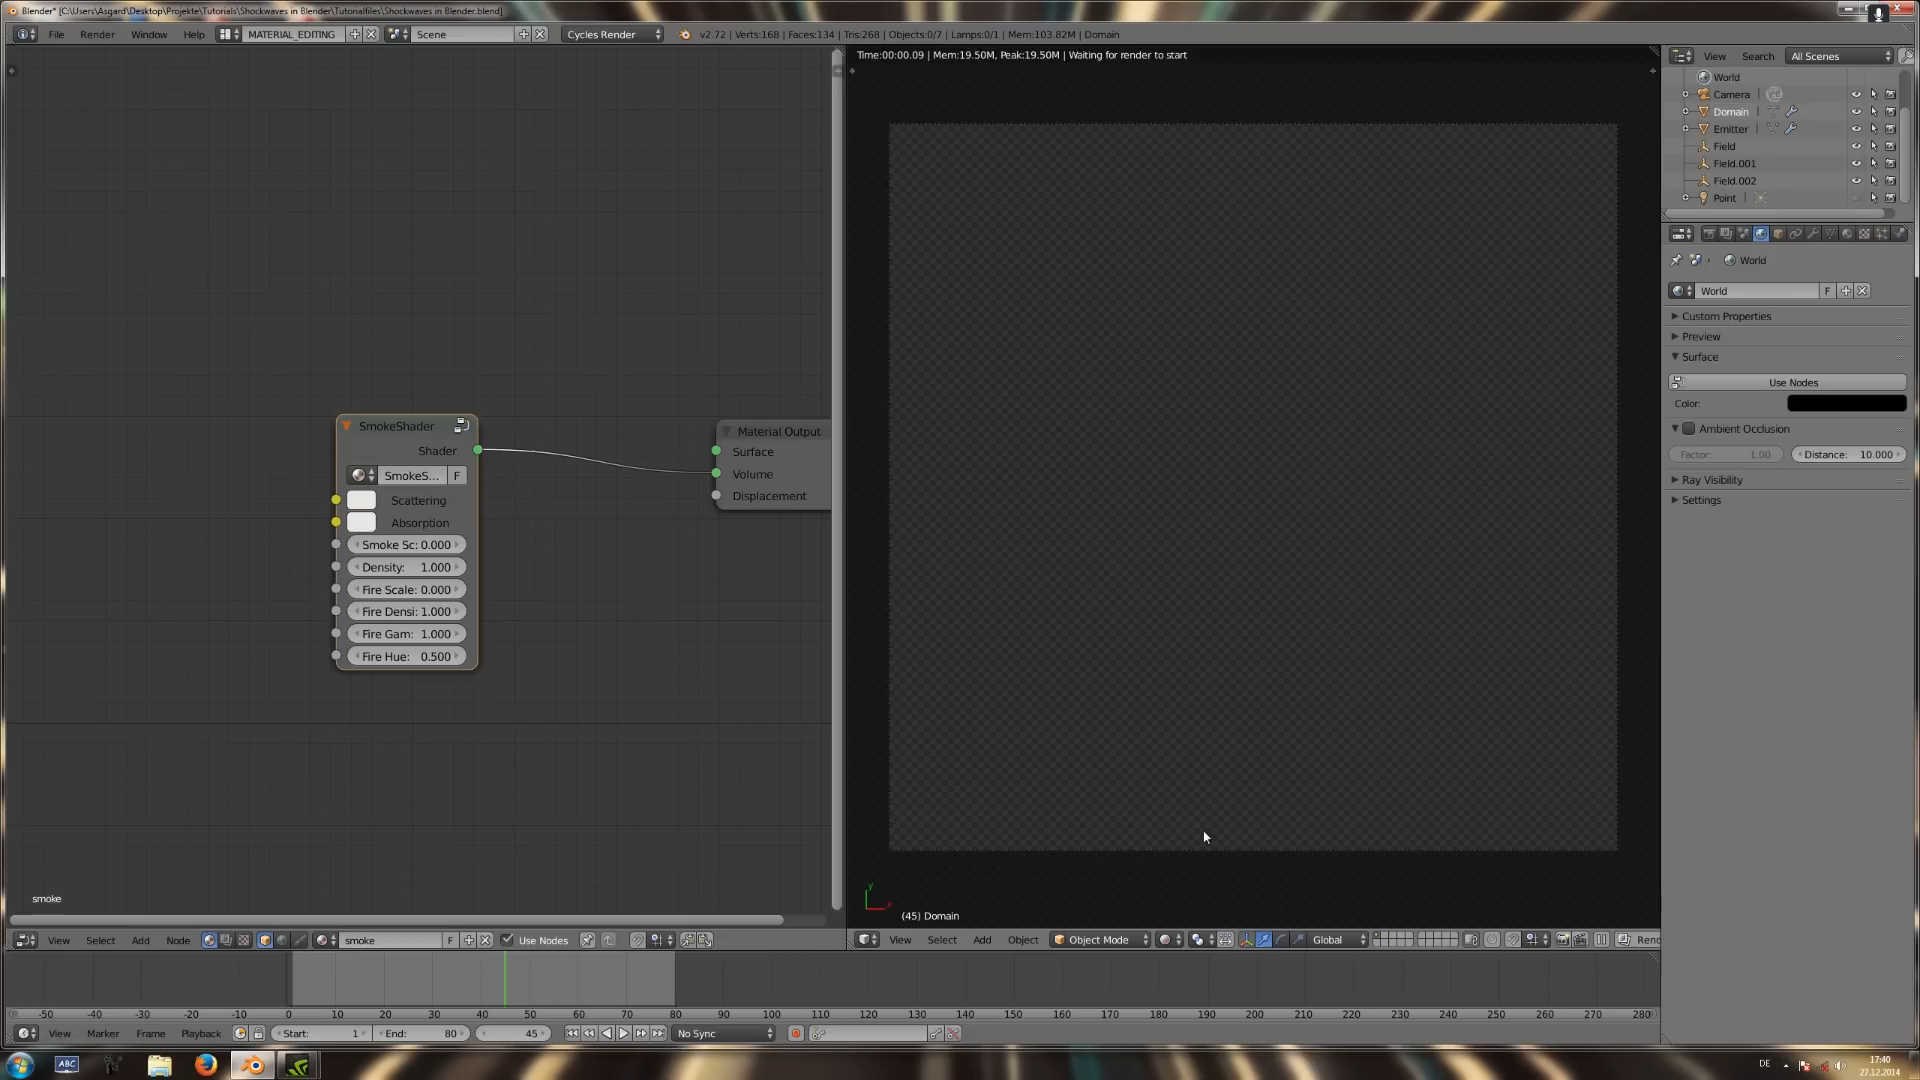 Blender* [C:\Users\Asgard\Desktop\Projekte\Tutorials\Shockwaves in Blender\Tutorialfiles\Shockwaves in Blender.blend]
File Render Window Help MATERIAL_EDITING Scene Cycles Render v2.72 | Verts:168 | Faces:134 | Tris:268 | Objects:0/7 | Lamps:0/1 | Mem:103.82M | Domain
Time:00:00.09 | Mem:19.50M, Peak:19.50M | Waiting for render to start
View Search All Scenes
World
Camera
Domain
Emitter
Field
Field.001
Field.002
Point
World
World F
Custom Properties
Preview
Surface
Use Nodes
Color:
Ambient Occlusion
Factor: 1.00 Distance: 10.000
Ray Visibility
Settings
SmokeShader
Shader
SmokeS... F
Scattering
Absorption
Smoke Sc: 0.000
Density: 1.000
Fire Scale: 0.000
Fire Densi: 1.000
Fire Gam: 1.000
Fire Hue: 0.500
Material Output
Surface
Volume
Displacement
smoke
y
x
(45) Domain
View Select Add Node smoke F Use Nodes
View Select Add Object Object Mode Global Rend
-50 -40 -30 -20 -10 0 10 20 30 40 50 60 70 80 90 100 110 120 130 140 150 160 170 180 190 200 210 220 230 240 250 260 270 280
View Marker Frame Playback Start: 1 End: 80 45 No Sync
ABC
DE
17:40
27.12.2014